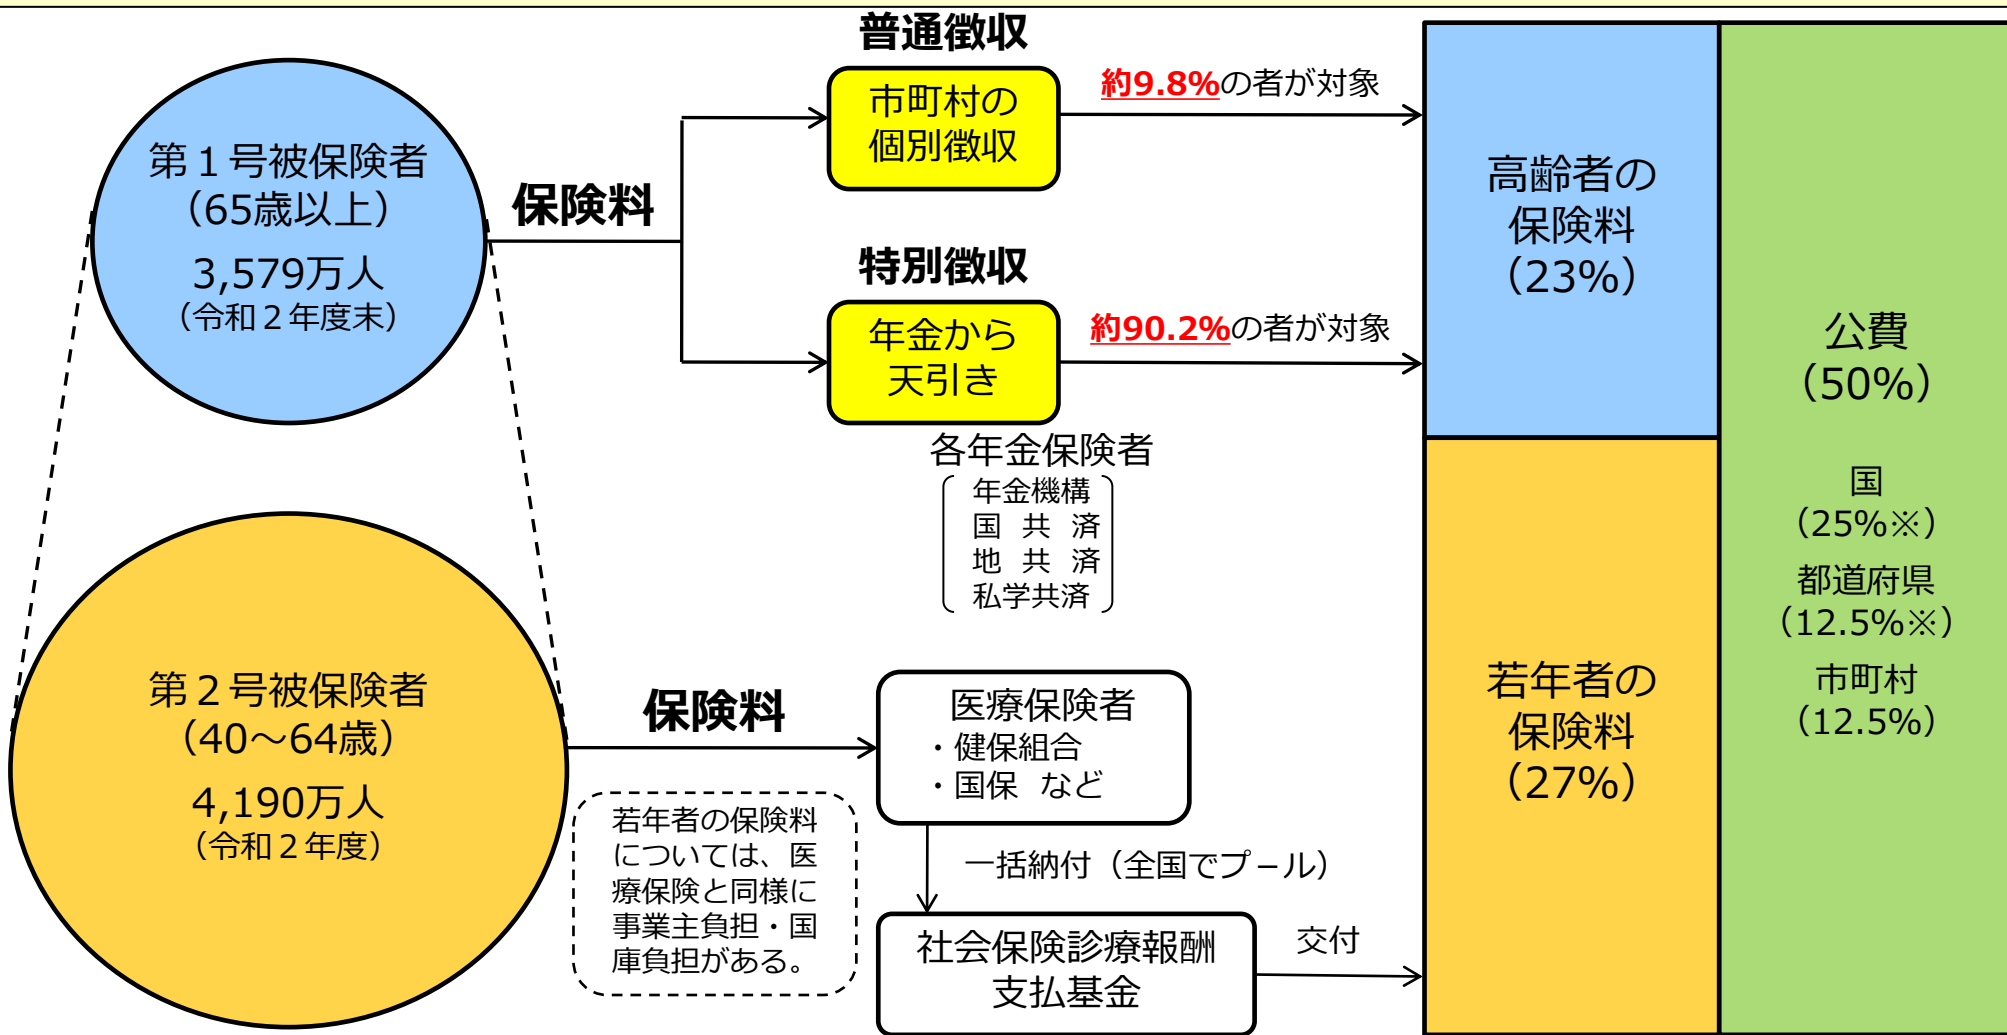 第１号被保険者
（65歳以上）
3,579万人
（令和２年度末）
保険料
普通徴収
市町村の
個別徴収
約9.8%の者が対象
特別徴収
年金から
天引き
約90.2%の者が対象
各年金保険者
年金機構
国 共 済
地 共 済
私学共済
第２号被保険者
（40～64歳）
4,190万人
（令和２年度）
保険料
若年者の保険料
については、医
療保険と同様に
事業主負担・国
庫負担がある。
医療保険者
・健保組合
・国保 など
一括納付（全国でプール）
社会保険診療報酬
支払基金
交付
高齢者の
保険料
（23%）
若年者の
保険料
（27%）
公費
（50%）
国
（25%※）
都道府県
（12.5%※）
市町村
（12.5%）